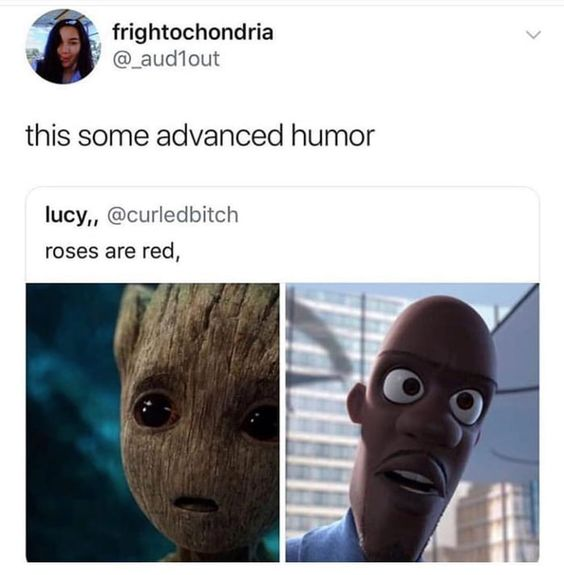 frightochondria
@_aud1out
this some advanced humor
lucy,, @curledbitch
roses are red,